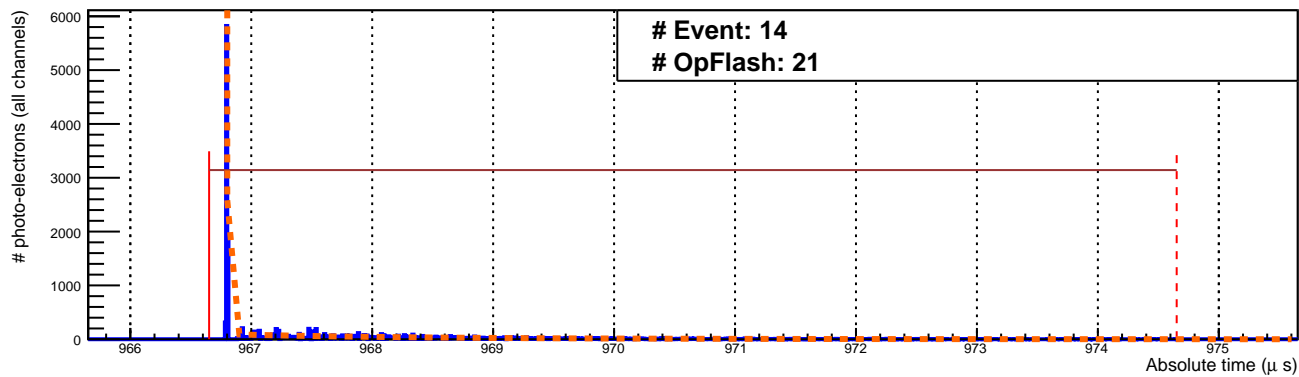 # Event: 14
# OpFlash: 21
# photo-electrons (all channels)
6000
5000
4000
3000
2000
1000
0
966 967 968 969 970 971 972 973 974 975
Absolute time (μ s)